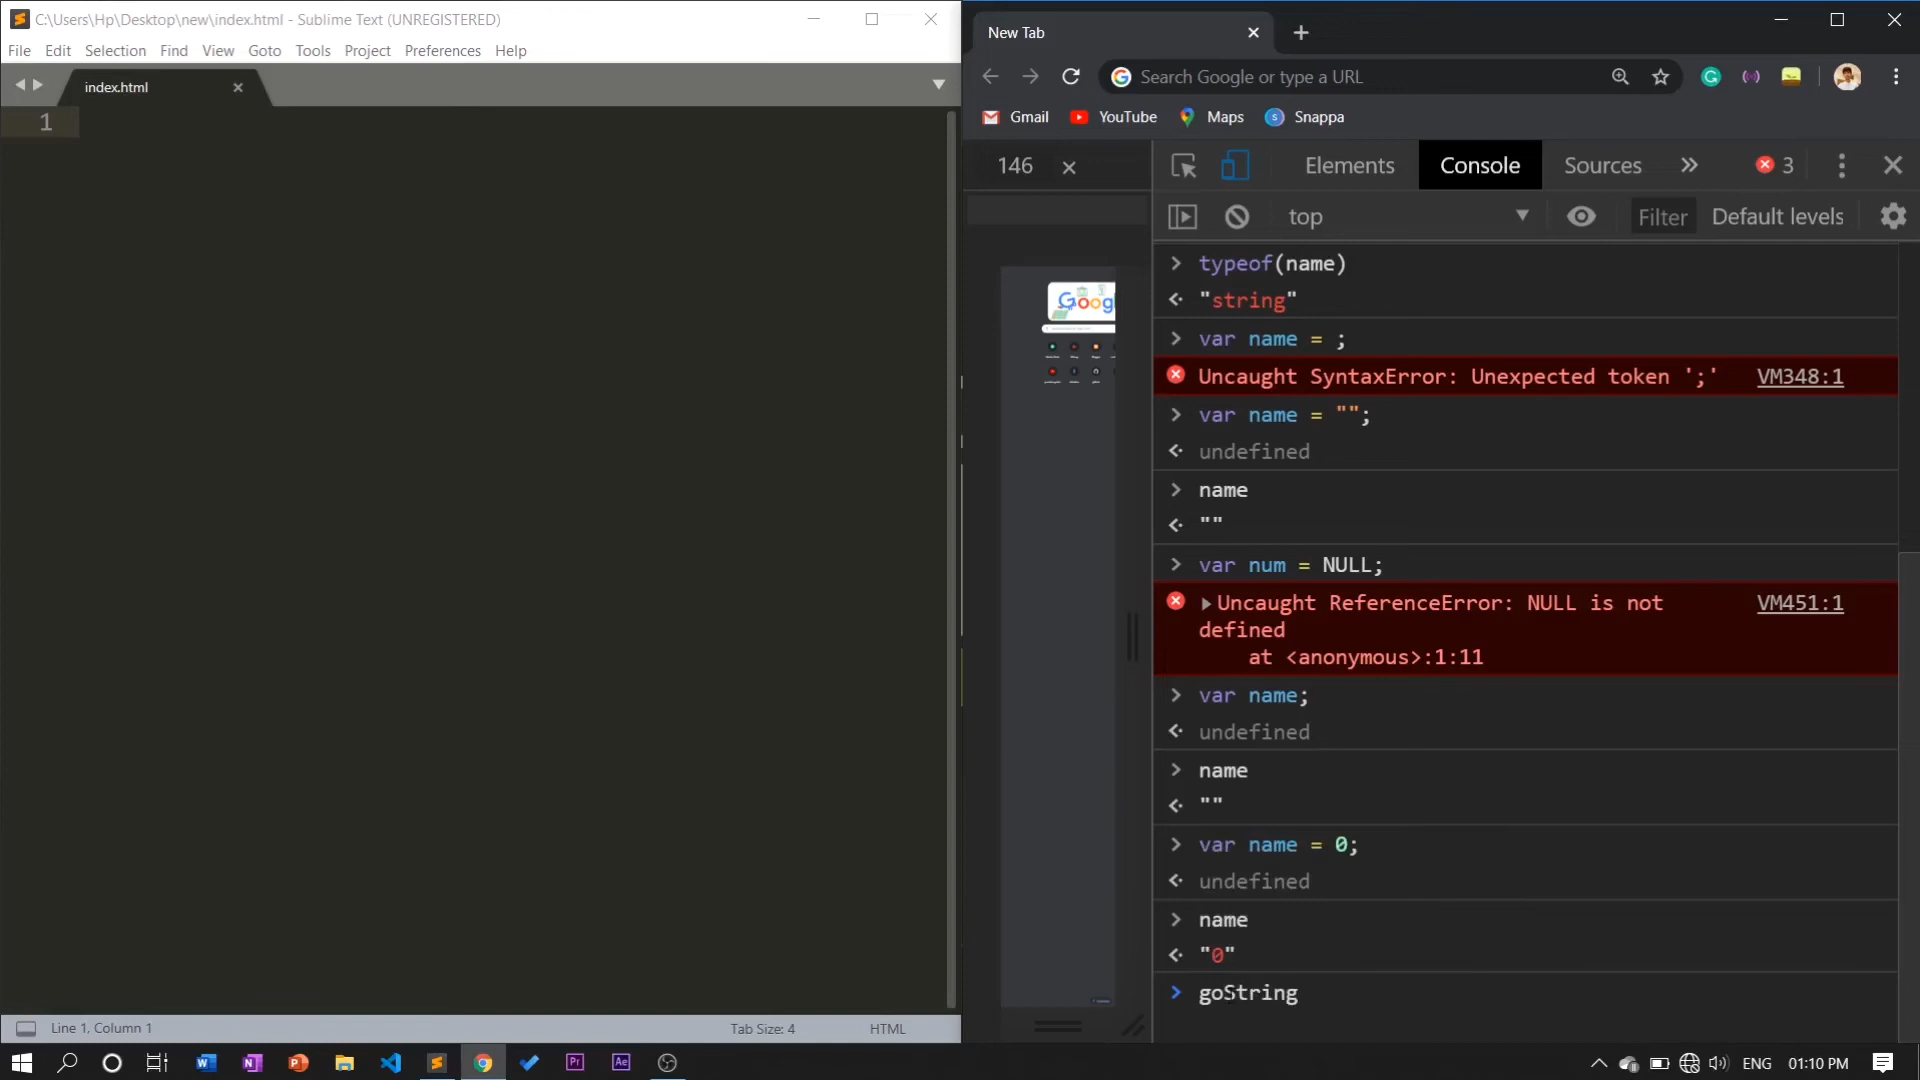 C:\Users\Hp\Desktop\new\index.html - Sublime Text (UNREGISTERED)
File Edit Selection Find View Goto Tools Project Preferences Help
index.html
1
Line 1, Column 1
Tab Size: 4
HTML
New Tab
Search Google or type a URL
Gmail YouTube Maps Snappa
146
Elements Console Sources 3
top
Filter
Default levels
typeof(name)
"string"
var name = ;
Uncaught SyntaxError: Unexpected token ';' VM348:1
var name = "";
undefined
name
""
var num = NULL;
Uncaught ReferenceError: NULL is not VM451:1
defined
at <anonymous>:1:11
var name;
undefined
name
""
var name = 0;
undefined
name
"0"
goString
ENG 01:10 PM